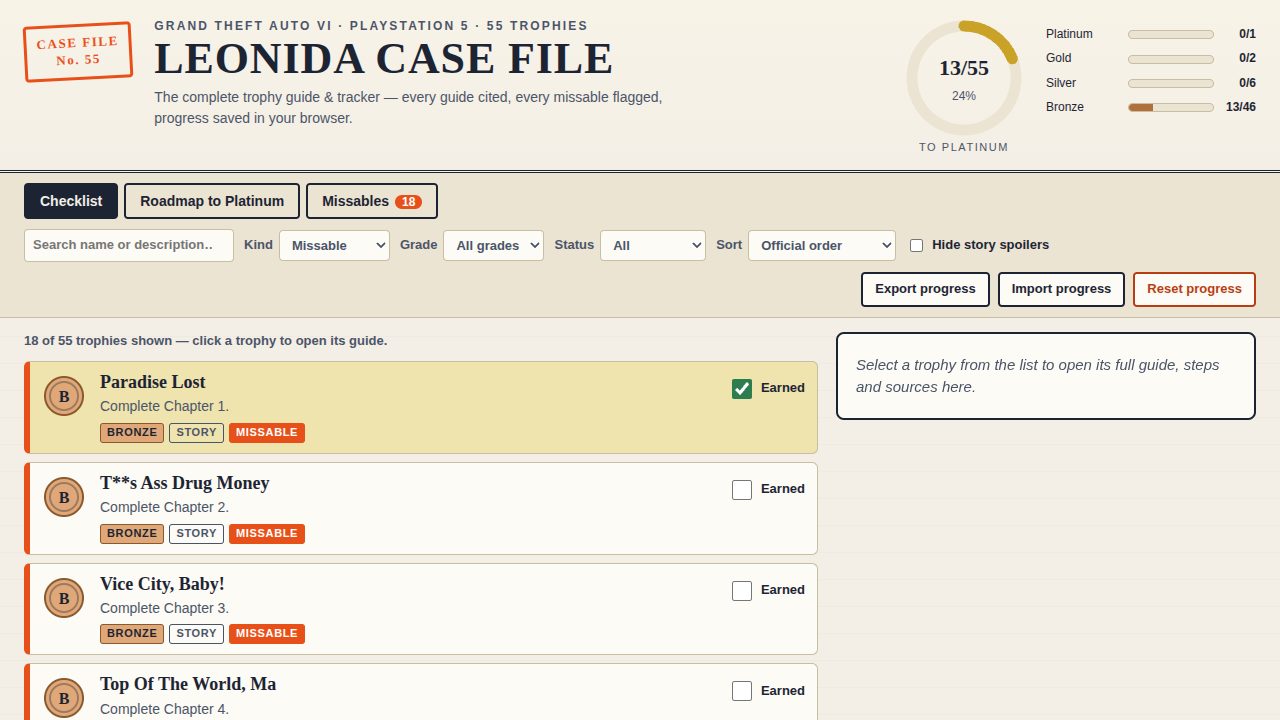 CASE FILE
No. 55
GRAND THEFT AUTO VI · PLAYSTATION 5 · 55 TROPHIES
LEONIDA CASE FILE
The complete trophy guide & tracker — every guide cited, every missable flagged,
progress saved in your browser.
13/55
24%
TO PLATINUM
Platinum 0/1
Gold 0/2
Silver 0/6
Bronze 13/46
Checklist
Roadmap to Platinum
Missables 18
Search name or description..
Kind Missable
Grade All grades
Status All
Sort Official order
Hide story spoilers
Export progress
Import progress
Reset progress
18 of 55 trophies shown — click a trophy to open its guide.
B
Paradise Lost
Complete Chapter 1.
BRONZE STORY MISSABLE
Earned
B
T**s Ass Drug Money
Complete Chapter 2.
BRONZE STORY MISSABLE
Earned
B
Vice City, Baby!
Complete Chapter 3.
BRONZE STORY MISSABLE
Earned
B
Top Of The World, Ma
Complete Chapter 4.
Earned
Select a trophy from the list to open its full guide, steps
and sources here.